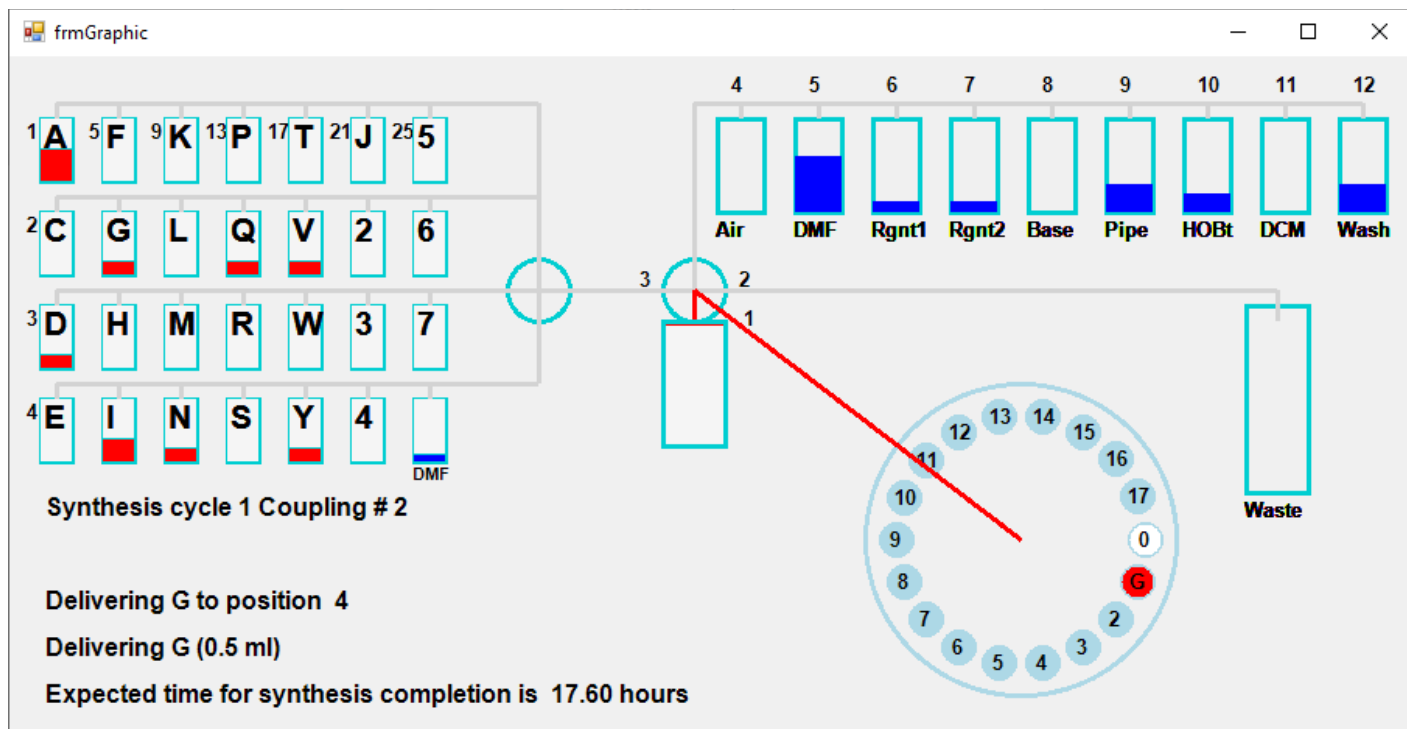 frmGraphic
4 5 6 7 8 9 10 11 12
1 A 5 F 9 K 13 P 17 T 21 J 25 5
2 C G L Q V 2 6
Air DMF Rgnt1 Rgnt2 Base Pipe HOBt DCM Wash
3 2
3 D H M R W 3 7
1
4 E I N S Y 4
DMF
13 14
12 15
11 16
10 17
9 0
8 G
7 2
6 3
5 4
Waste
Synthesis cycle 1 Coupling # 2
Delivering G to position 4
Delivering G (0.5 ml)
Expected time for synthesis completion is 17.60 hours